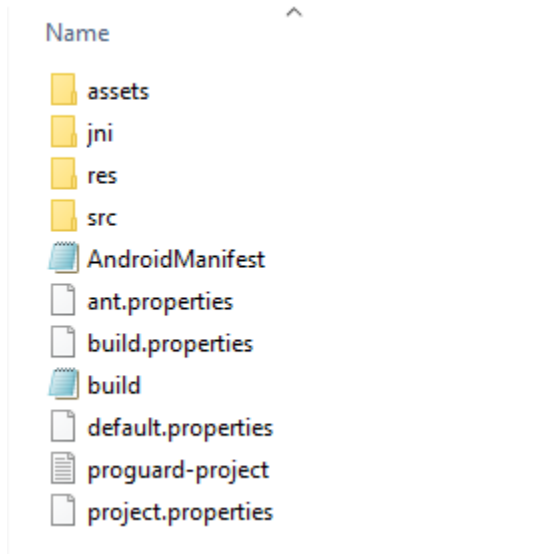 Name
assets
jni
res
src
AndroidManifest
ant.properties
build.properties
build
default.properties
proguard-project
project.properties